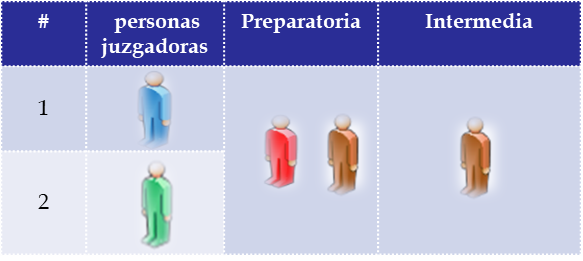 #
personas
juzgadoras
Preparatoria
Intermedia
1
2